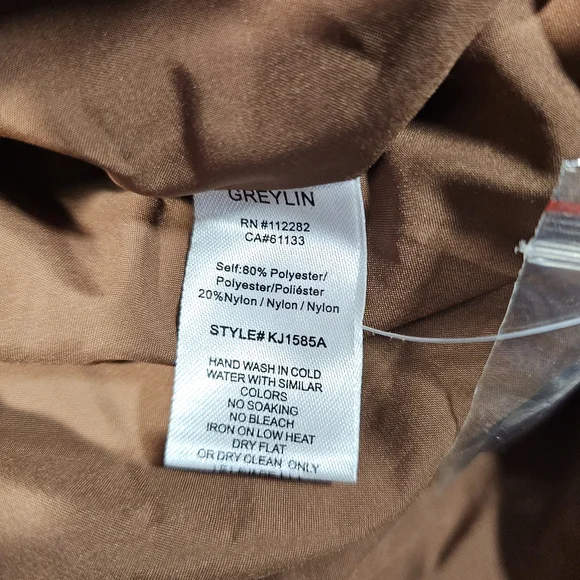 GREYLIN
RN #112282
CA#61133
Self:80% Polyester/
Polyester/Poliéster
20%Nylon / Nylon / Nylon
STYLE# KJ1585A
HAND WASH IN COLD
WATER WITH SIMILAR
COLORS
NO SOAKING
NO BLEACH
IRON ON LOW HEAT
DRY FLAT
OR DRY CLEAN ONLY